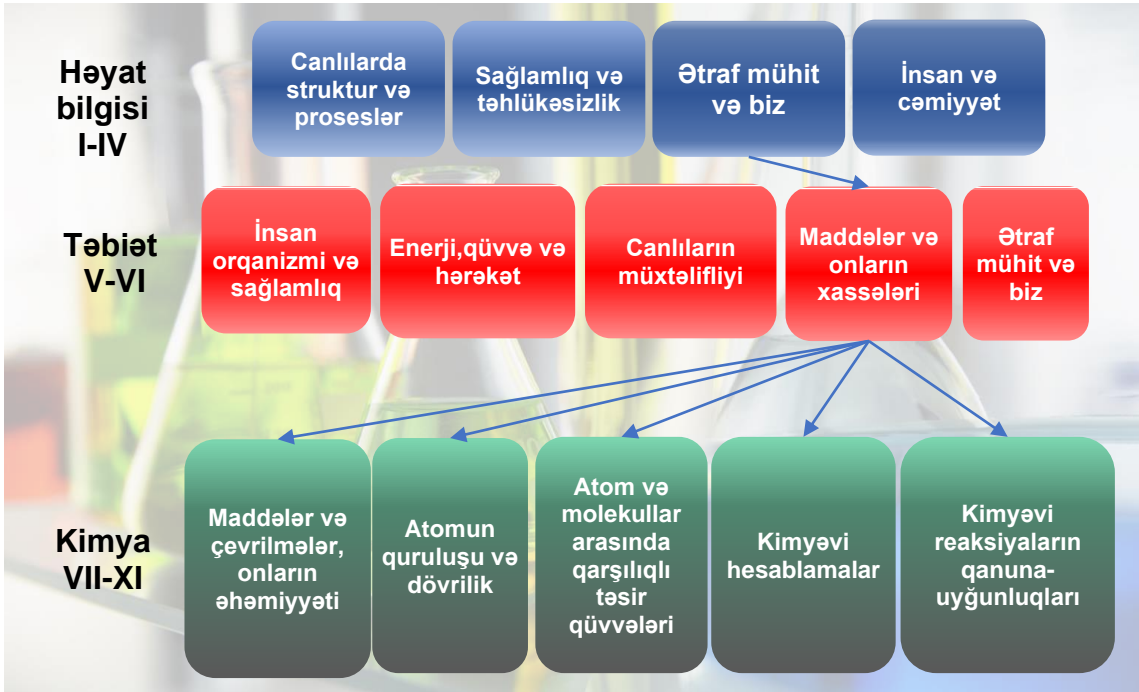 Həyat
bilgisi
I-IV
Canlılarda
struktur və
proseslər
Sağlamlıq və
təhlükəsizlik
Ətraf mühit
və biz
İnsan və
cəmiyyət
Təbiət
V-VI
İnsan
orqanizmi və
sağlamlıq
Enerji,qüvvə və
hərəkət
Canlıların
müxtəlifliyi
Maddələr və
onların
xassələri
Ətraf
mühit və
biz
Kimya
VII-XI
Maddələr və
çevrilmələr,
onların
əhəmiyyəti
Atomun
quruluşu və
dövrilik
Atom və
molekullar
arasında
qarşılıqlı
təsir
qüvvələri
Kimyəvi
hesablamalar
Kimyəvi
reaksiyaların
qanuna-
uyğunluqları